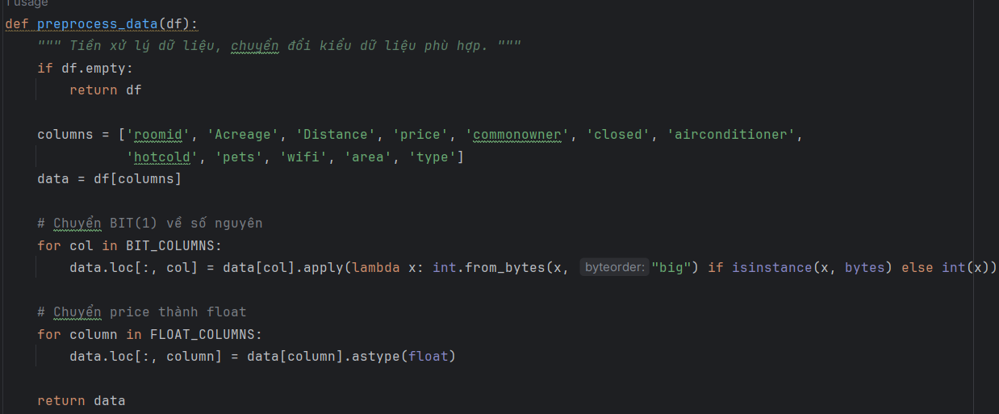 1 usage
def preprocess_data(df):
""" Tiền xử lý dữ liệu, chuyển đổi kiểu dữ liệu phù hợp. """
if df.empty:
return df
columns = ['roomid', 'Acreage', 'Distance', 'price', 'commonowner', 'closed', 'airconditioner',
'hotcold', 'pets', 'wifi', 'area', 'type']
data = df[columns]
# Chuyển BIT(1) về số nguyên
for col in BIT_COLUMNS:
data.loc[:, col] = data[col].apply(lambda x: int.from_bytes(x, byteorder: "big") if isinstance(x, bytes) else int(x))
# Chuyển price thành float
for column in FLOAT_COLUMNS:
data.loc[:, column] = data[column].astype(float)
return data